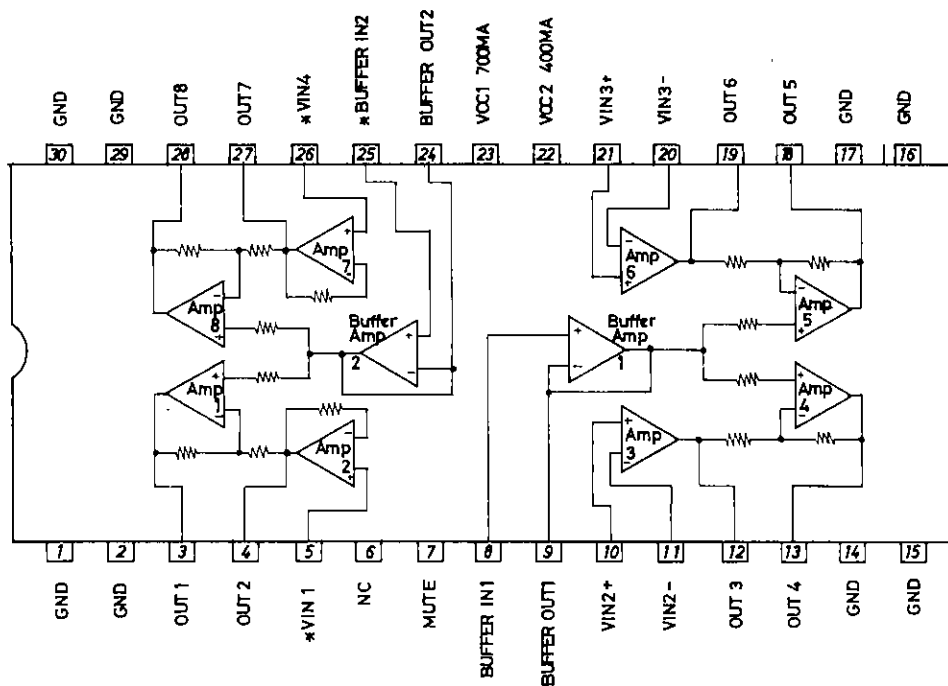 GND
GND
OUT8
OUT7
*VIN4
*BUFFER IN2
BUFFER OUT2
VCC1 700MA
VCC2 400MA
VIN3+
VIN3-
OUT 6
OUT 5
GND
GND
30 29 28 27 26 25 24 23 22 21 20 19 18 17 16
Amp 7
+
-
Amp 6
-
+
Amp 8
-
+
Buffer Amp 2
+
-
Buffer Amp 1
+
-
Amp 5
-
+
Amp 1
+
-
Amp 4
+
-
Amp 2
-
+
Amp 3
+
-
1 2 3 4 5 6 7 8 9 10 11 12 13 14 15
GND
GND
OUT 1
OUT 2
*VIN 1
NC
MUTE
BUFFER IN1
BUFFER OUT1
VIN2+
VIN2-
OUT 3
OUT 4
GND
GND